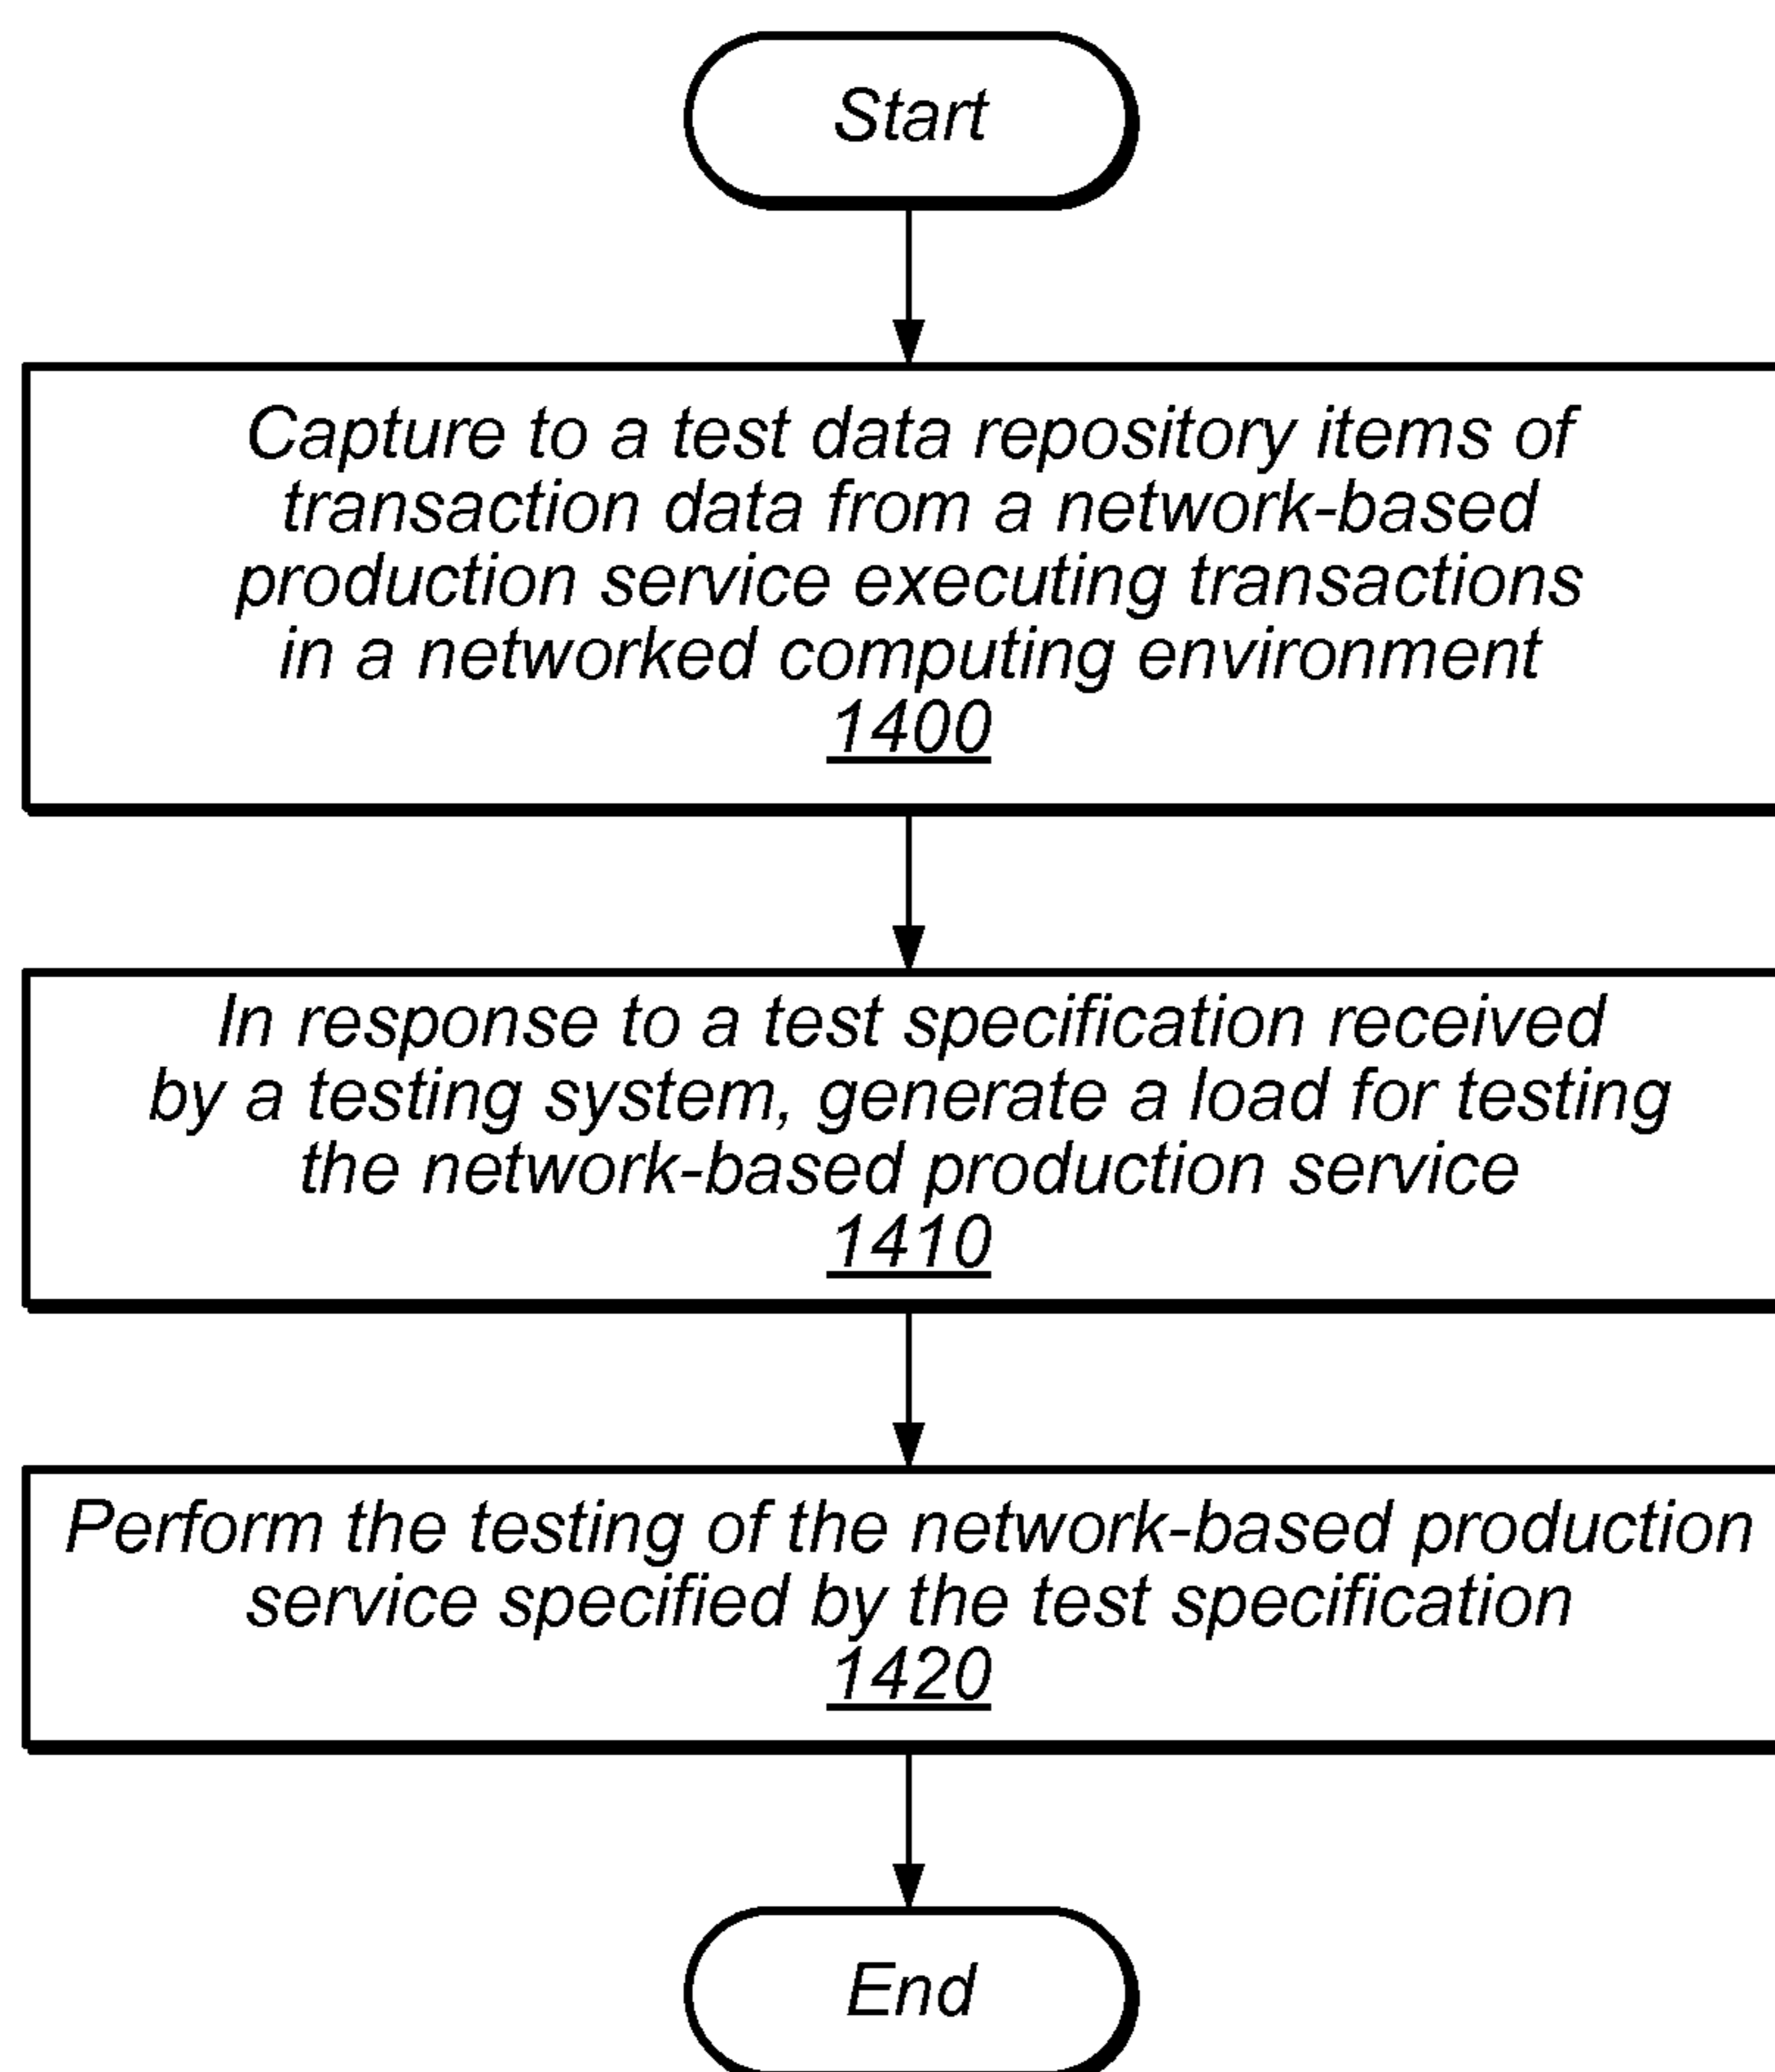 Start
Capture to a test data repository items of
transaction data from a network-based
production service executing transactions
in a networked computing environment
1400
In response to a test specification received
by a testing system, generate a load for testing
the network-based production service
1410
Perform the testing of the network-based production
service specified by the test specification
1420
End